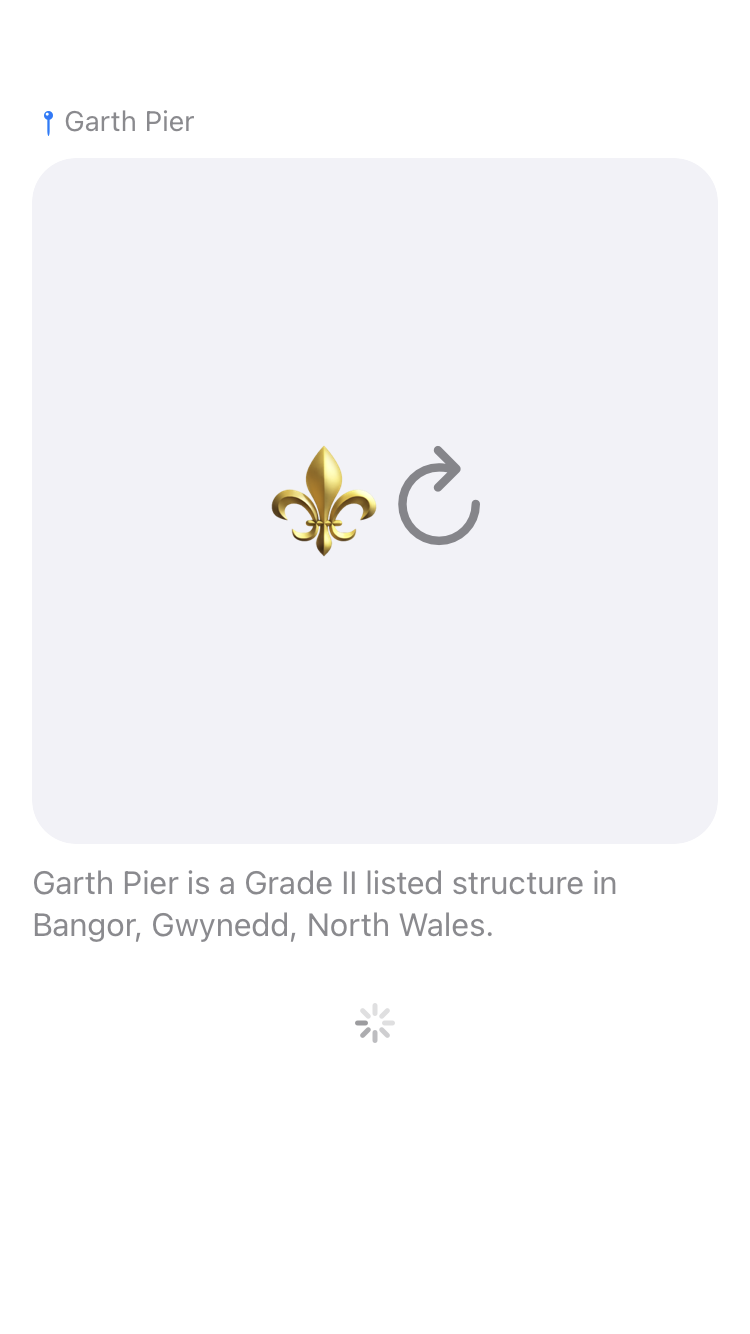 Garth Pier
Garth Pier is a Grade II listed structure in
Bangor, Gwynedd, North Wales.